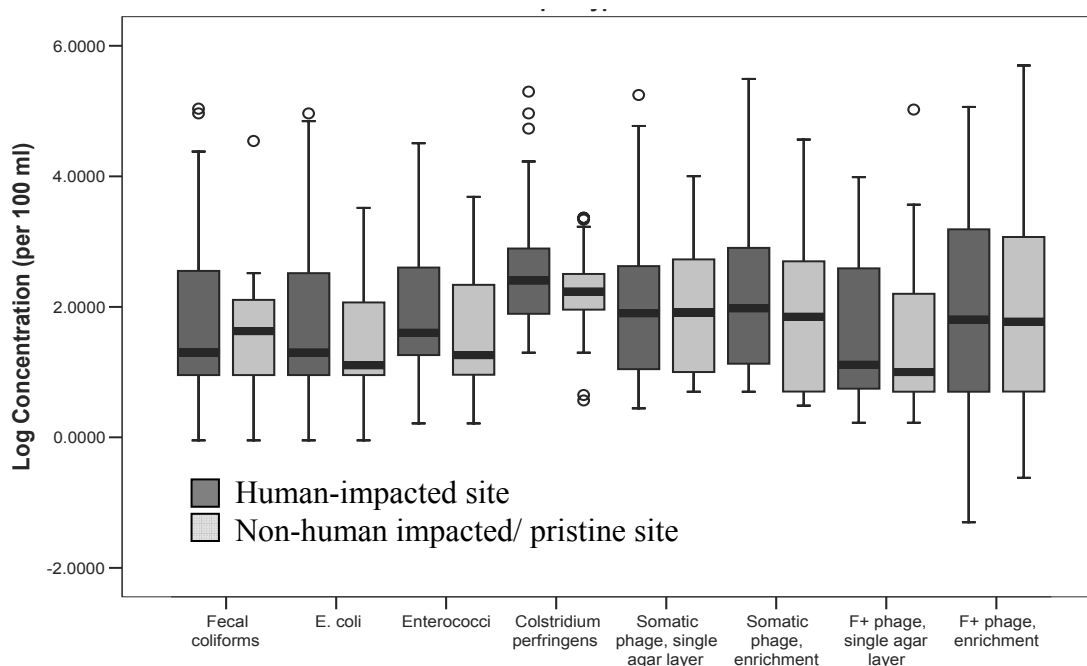 6.0000
4.0000
2.0000
0.0000
-2.0000
Log Concentration (per 100 ml)
Human-impacted site
Non-human impacted/ pristine site
Fecal
coliforms
E. coli
Enterococci
Colstridium
perfringens
Somatic
phage, single
agar layer
Somatic
phage,
enrichment
F+ phage,
single agar
layer
F+ phage,
enrichment